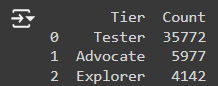 Tier Count
0 Tester 35772
1 Advocate 5977
2 Explorer 4142